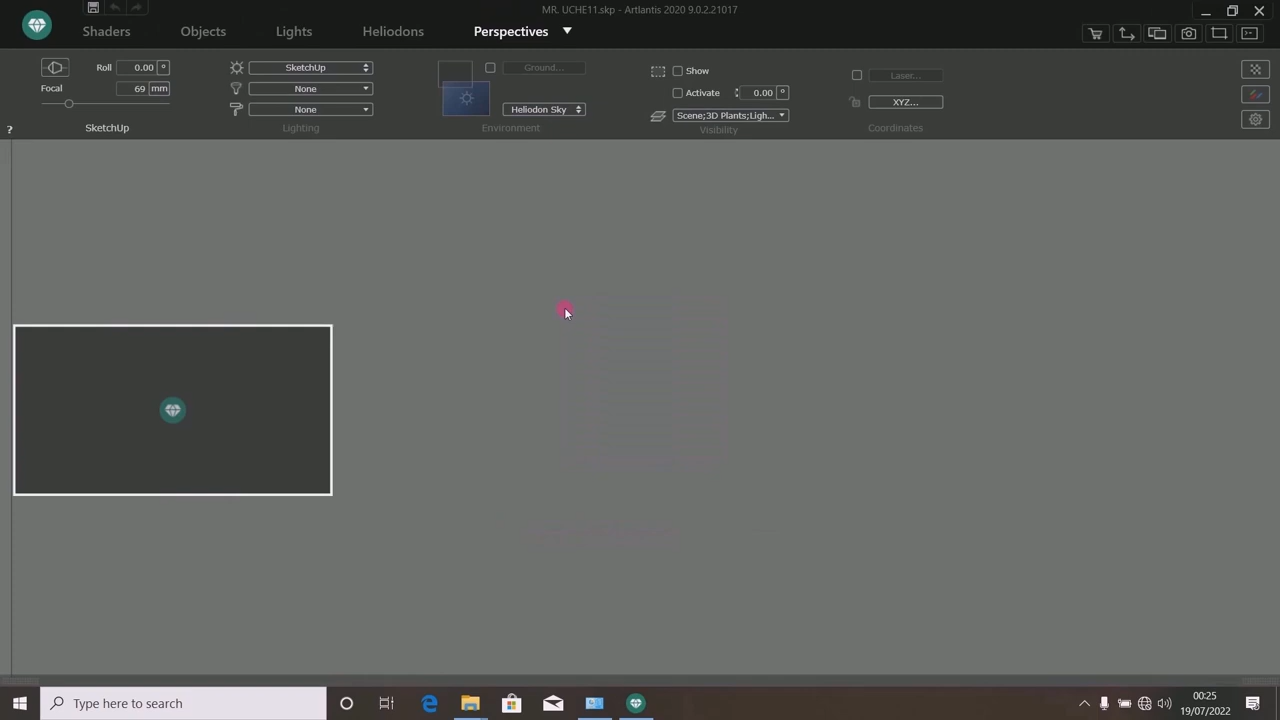 MR. UCHE11.skp - Artlantis 2020 9.0.2.21017
Shaders
Objects
Lights
Heliodons
Perspectives
Roll
0.00
°
Focal
69
mm
SketchUp
None
None
Ground...
Heliodon Sky
Show
Activate
0.00
°
Scene;3D Plants;Ligh...
Laser...
XYZ...
?
SketchUp
Lighting
Environment
Visibility
Coordinates
Type here to search
00:25
19/07/2022